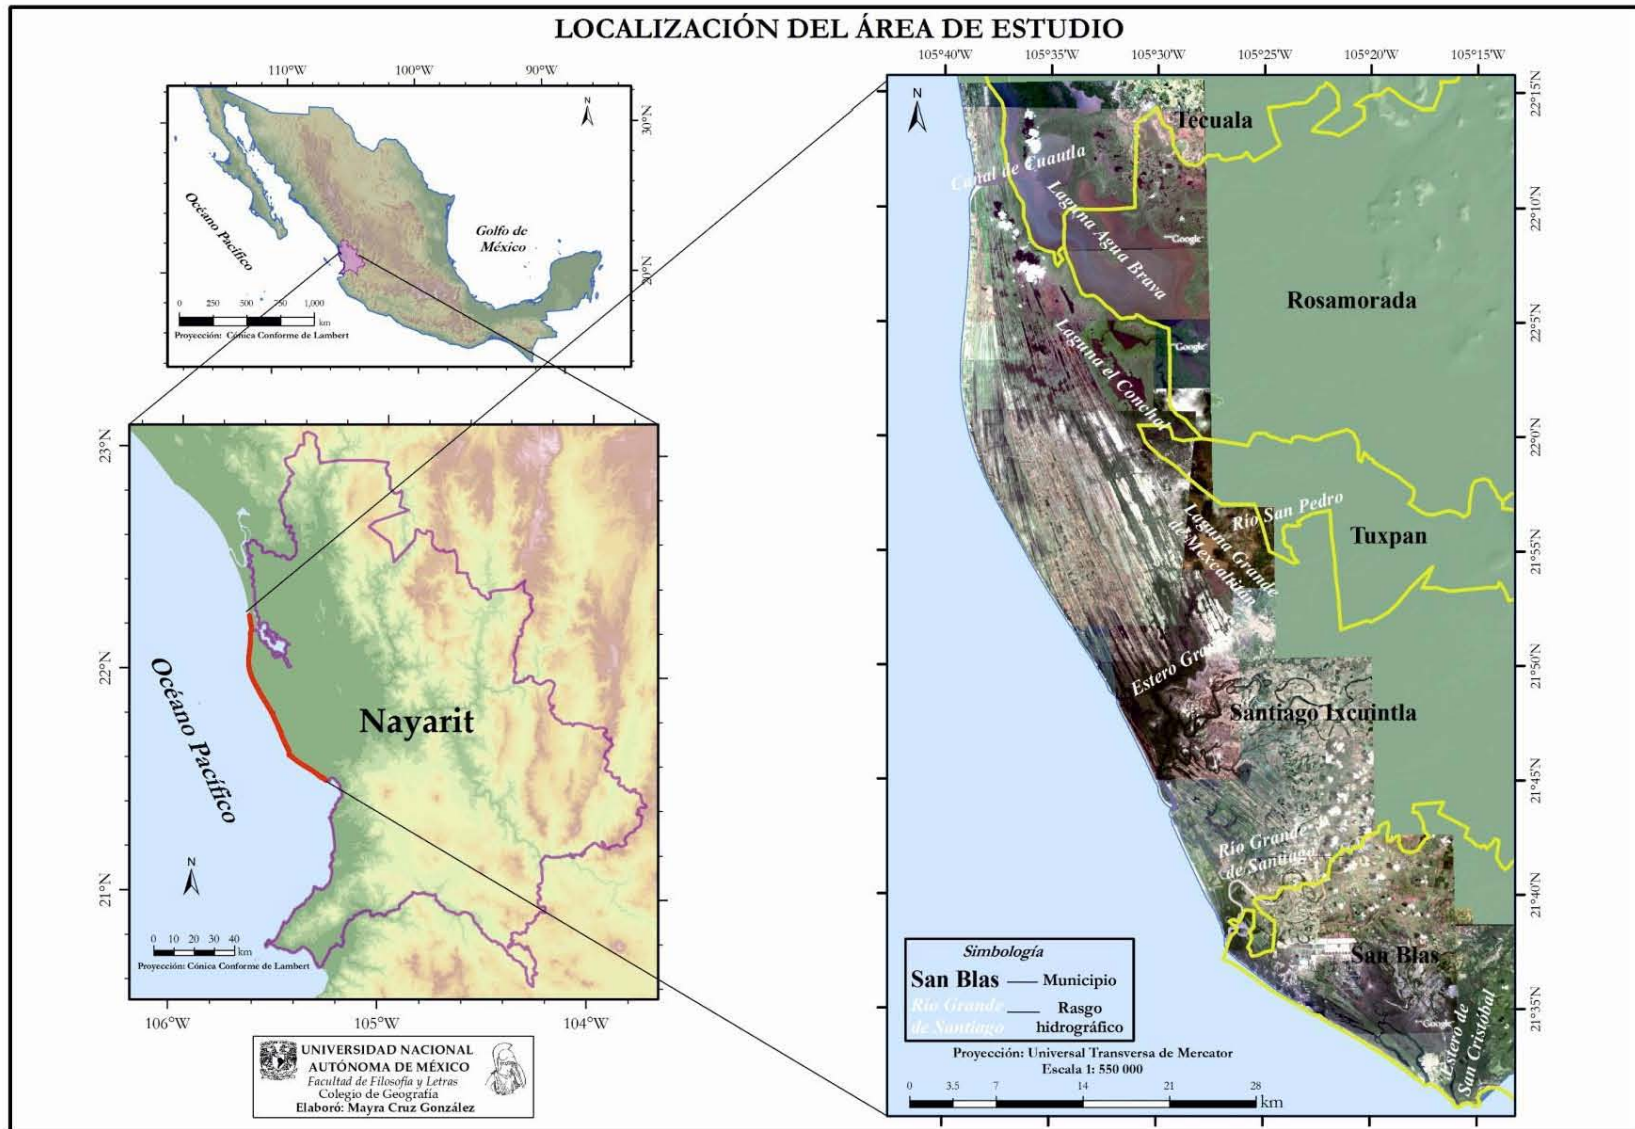 LOCALIZACIÓN DEL ÁREA DE ESTUDIO
110°W
100°W
90°W
N
30°N
20°N
Océano Pacífico
Golfo de
México
0
250
500
750
1,000
km
Proyección: Cónica Conforme de Lambert
23°N
22°N
21°N
Océano Pacífico
Nayarit
N
0
10
20
30
40
km
Proyección: Cónica Conforme de Lambert
106°W
105°W
104°W
UNIVERSIDAD NACIONAL
AUTÓNOMA DE MÉXICO
Facultad de Filosofía y Letras
Colegio de Geografía
Elaboró: Mayra Cruz González
105°40'W
105°35'W
105°30'W
105°25'W
105°20'W
105°15'W
N
22°15'N
22°10'N
22°5'N
22°0'N
21°55'N
21°50'N
21°45'N
21°40'N
21°35'N
Tecuala
Canal de Cuautla
Laguna Agua Brava
Google
Rosamorada
Google
Laguna el Conchal
Río San Pedro
Tuxpan
Laguna Grande
de Mexcaltitán
Santiago Ixcuintla
Río Grande
de Santiago
San Blas
Google
Estero de
San Cristóbal
Simbología
San Blas
Municipio
Río Grande
de Santiago
Rasgo
hidrográfico
Proyección: Universal Transversa de Mercator
Escala 1: 550 000
0
3.5
7
14
21
28
km